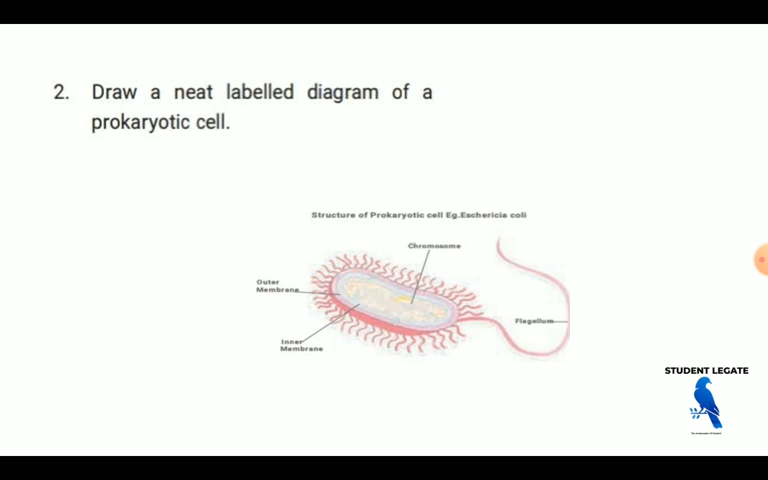 2. Draw a neat labelled diagram of a
prokaryotic cell.
Structure of Prokaryotic cell Eg.Eschericia coli
Chromosome
Outer
Membrane
Flagellum
Inner
Membrane
STUDENT LEGATE